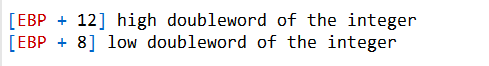 [EBP + 12] high doubleword of the integer
[EBP + 8] low doubleword of the integer